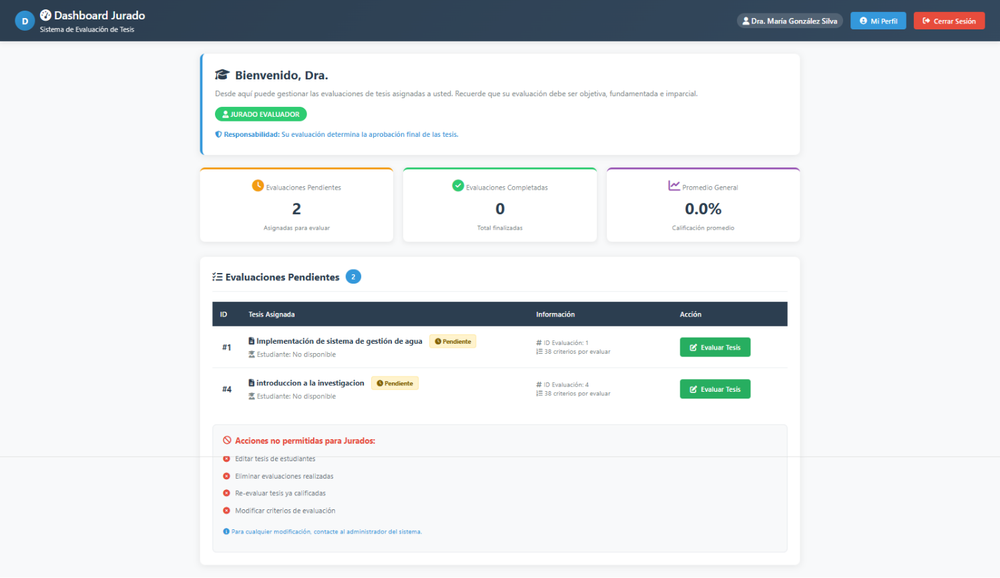 D
Dashboard Jurado
Sistema de Evaluación de Tesis
Dra. María González Silva
Mi Perfil
Cerrar Sesión
Bienvenido, Dra.
Desde aquí puede gestionar las evaluaciones de tesis asignadas a usted. Recuerde que su evaluación debe ser objetiva, fundamentada e imparcial.
JURADO EVALUADOR
Responsabilidad: Su evaluación determina la aprobación final de las tesis.
Evaluaciones Pendientes
2
Asignadas para evaluar
Evaluaciones Completadas
0
Total finalizadas
Promedio General
0.0%
Calificación promedio
Evaluaciones Pendientes 2
ID Tesis Asignada Información Acción
#1
Implementación de sistema de gestión de agua Pendiente
Estudiante: No disponible
ID Evaluación: 1
38 criterios por evaluar
Evaluar Tesis
#4
introduccion a la investigacion Pendiente
Estudiante: No disponible
ID Evaluación: 4
38 criterios por evaluar
Evaluar Tesis
Acciones no permitidas para Jurados:
Editar tesis de estudiantes
Eliminar evaluaciones realizadas
Re-evaluar tesis ya calificadas
Modificar criterios de evaluación
Para cualquier modificación, contacte al administrador del sistema.